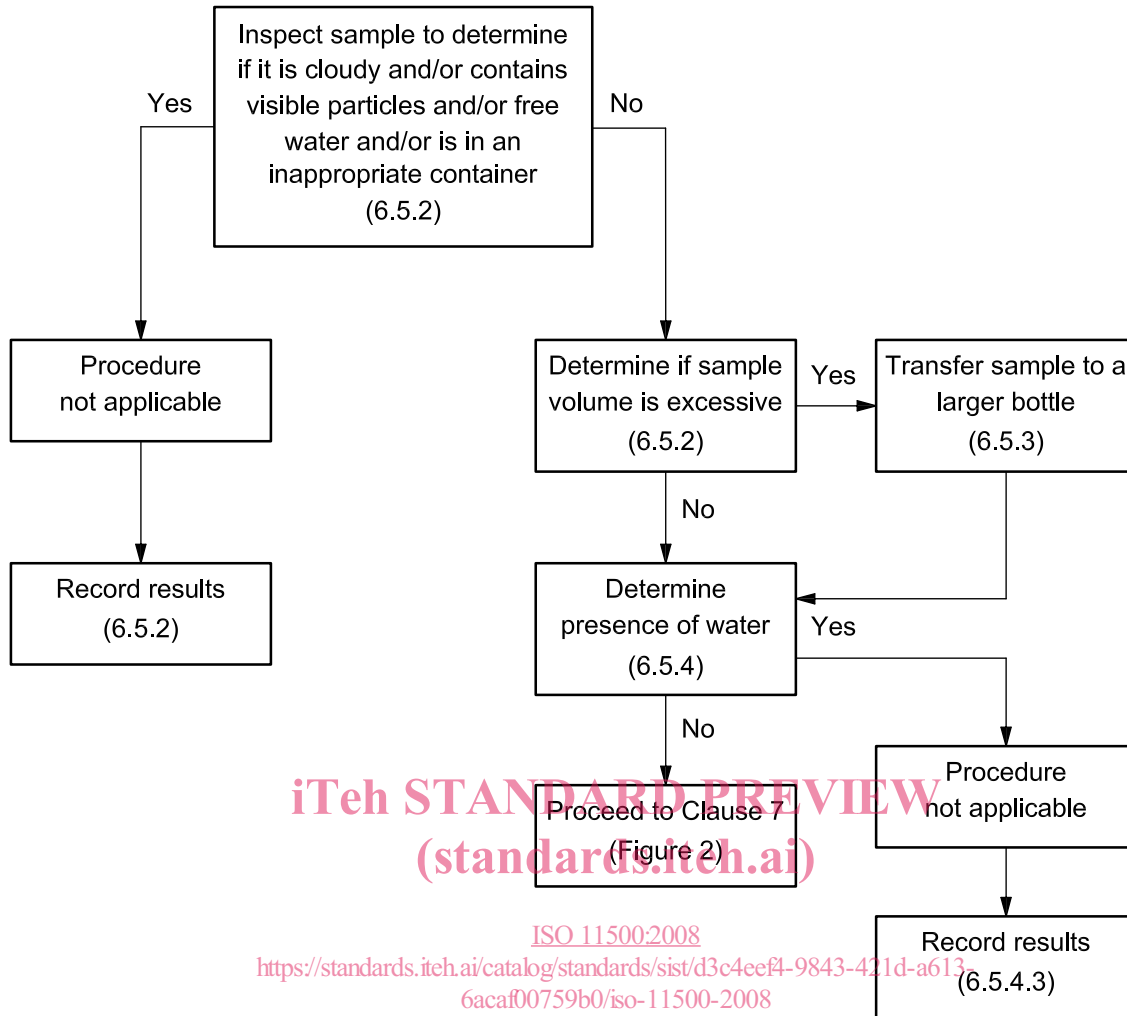 Inspect sample to determine
if it is cloudy and/or contains
visible particles and/or free
water and/or is in an
inappropriate container
(6.5.2)
Yes
No
Procedure
not applicable
Determine if sample
volume is excessive
(6.5.2)
Yes
Transfer sample to a
larger bottle
(6.5.3)
No
Record results
(6.5.2)
Determine
presence of water
(6.5.4)
Yes
No
Procedure
not applicable
iTeh STANDARD PREVIEW
(standards.iteh.ai)
Proceed to Clause 7
(Figure 2)
Record results
(6.5.4.3)
ISO 11500:2008
https://standards.iteh.ai/catalog/standards/sist/d3c4eef4-9843-421d-a613-
6acaf00759b0/iso-11500-2008